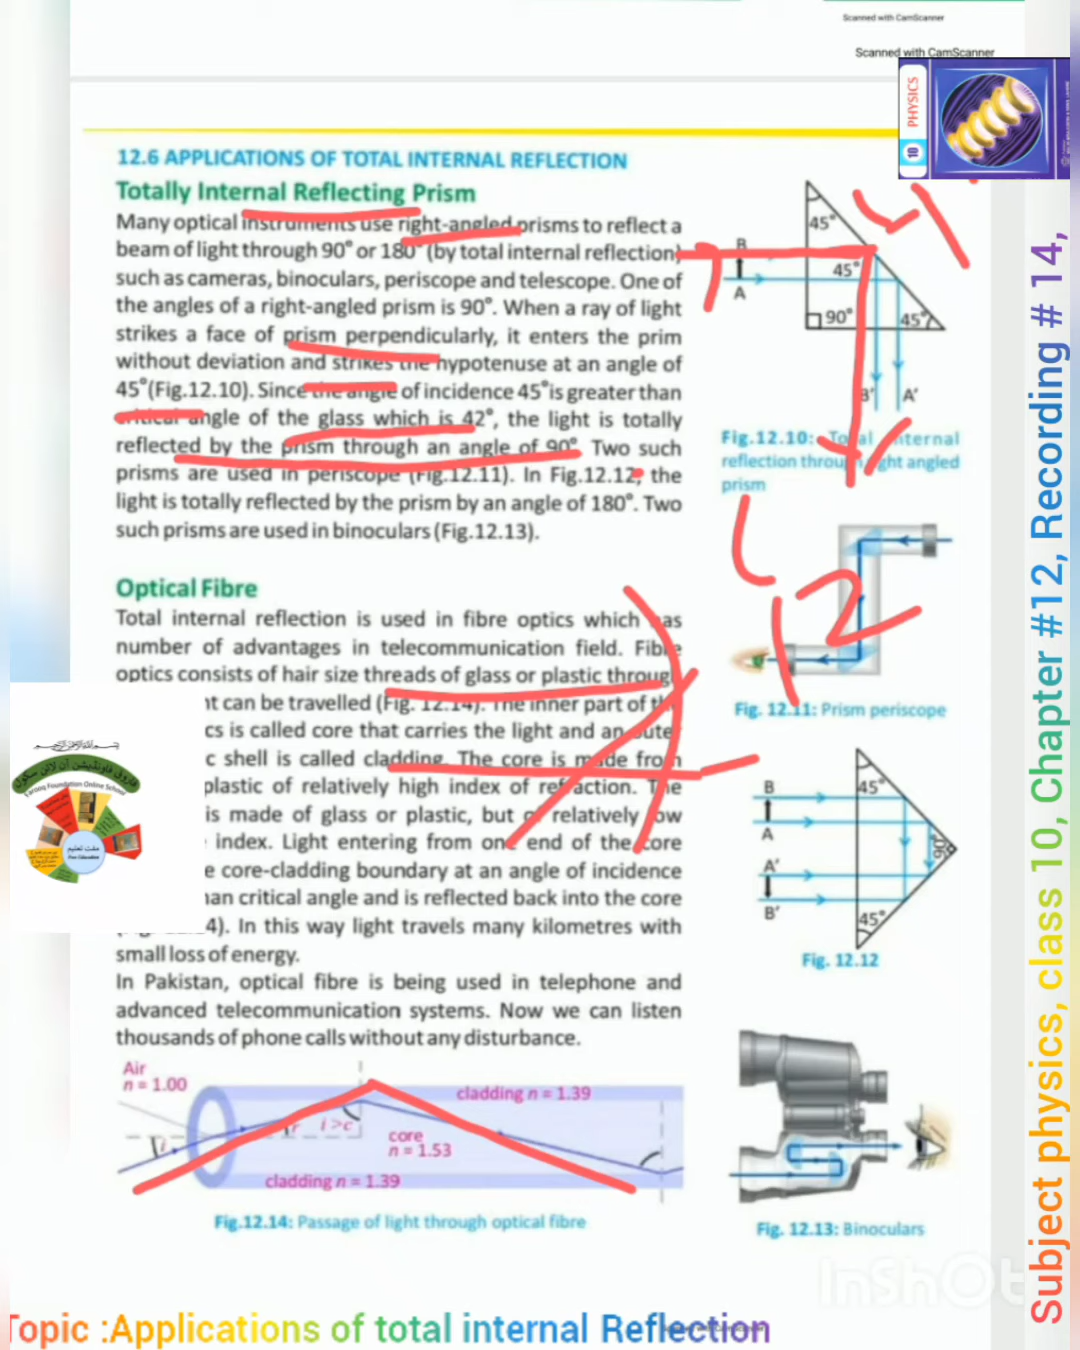 Scanned with CamScanner
Scanned with CamScanner
PHYSICS
10
12.6 APPLICATIONS OF TOTAL INTERNAL REFLECTION
Totally Internal Reflecting Prism
Many optical instruments use right-angled prisms to reflect a
beam of light through 90° or 180° (by total internal reflection)
such as cameras, binoculars, periscope and telescope. One of
the angles of a right-angled prism is 90°. When a ray of light
strikes a face of prism perpendicularly, it enters the prim
without deviation and strikes the hypotenuse at an angle of
45°(Fig.12.10). Since the angle of incidence 45°is greater than
critical angle of the glass which is 42°, the light is totally
reflected by the prism through an angle of 90°. Two such
prisms are used in periscope (Fig.12.11). In Fig.12.12, the
light is totally reflected by the prism by an angle of 180°. Two
such prisms are used in binoculars (Fig.12.13).
Optical Fibre
Total internal reflection is used in fibre optics which has
number of advantages in telecommunication field. Fibre
optics consists of hair size threads of glass or plastic through
ht can be travelled (Fig. 12.14). The inner part of the
cs is called core that carries the light and an outer
c shell is called cladding. The core is made from
plastic of relatively high index of refraction. The
is made of glass or plastic, but of relatively low
index. Light entering from one end of the core
e core-cladding boundary at an angle of incidence
han critical angle and is reflected back into the core
4). In this way light travels many kilometres with
small loss of energy.
In Pakistan, optical fibre is being used in telephone and
advanced telecommunication systems. Now we can listen
thousands of phone calls without any disturbance.
Air
n = 1.00
cladding n = 1.39
i
r
i>c
core
n = 1.53
cladding n = 1.39
Fig.12.14: Passage of light through optical fibre
45°
B
45°
A
90°
45°
B'
A'
Fig.12.10: Total internal
reflection through right angled
prism
12
Fig. 12.11: Prism periscope
B
45°
A
90°
A'
B'
45°
Fig. 12.12
Fig. 12.13: Binoculars
فاروق فاونڈیشن آن لائن سکول
Farooq Foundation Online School
مفت تعلیم
Free Education
InShOt
Topic :Applications of total internal Reflection
Subject physics, class 10, Chapter #12, Recording # 14,